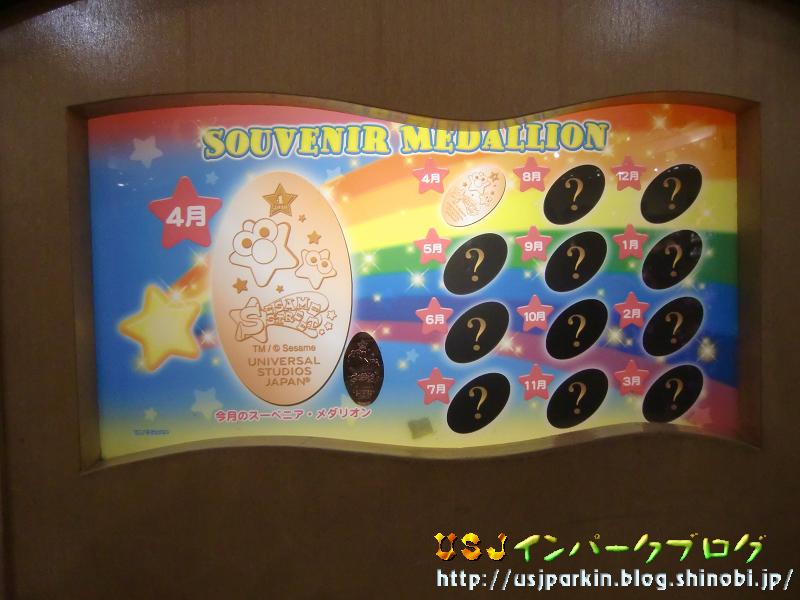 SOUVENIR MEDALLION
4月
4月
8月
12月
5月
9月
1月
6月
10月
2月
7月
11月
3月
?
?
?
?
?
?
?
?
?
?
?
4
SESAME
STREET
TM / © Sesame
UNIVERSAL
STUDIOS
JAPAN®
今月のスーベニア・メダリオン
USJインパークブログ
http://usjparkin.blog.shinobi.jp/